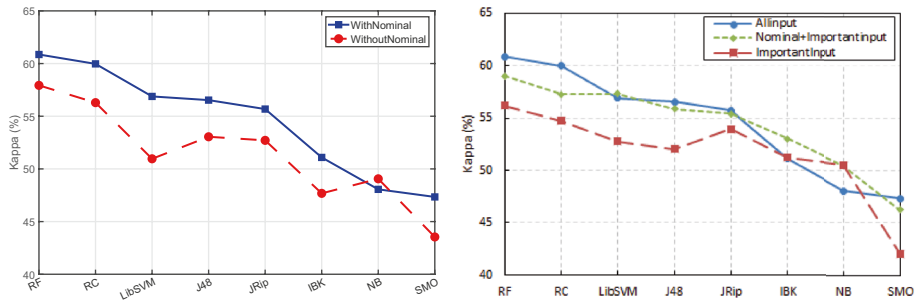 65
60
55
50
45
40
Kappa (%)
WithNominal
WithoutNominal
RF
RC
LibSVM
J48
JRip
IBK
NB
SMO
65
60
55
50
45
40
Kappa (%)
Allinput
Nominal+Importantinput
ImportantInput
RF
RC
LibSVM
J48
JRip
IBK
NB
SMO